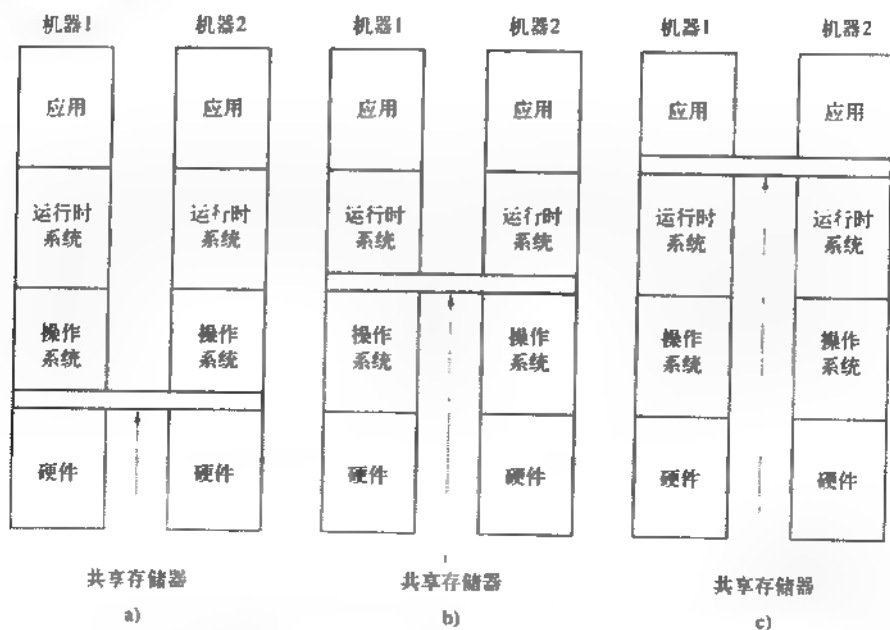 机器1 机器2 机器1 机器2 机器1 机器2
应用 应用 应用 应用 应用 应用
运行时 运行时 运行时 运行时 运行时 运行时
系统 系统 系统 系统 系统 系统
操作 操作 操作 操作 操作 操作
系统 系统 系统 系统 系统 系统
硬件 硬件 硬件 硬件 硬件 硬件
共享存储器 共享存储器 共享存储器
a) b) c)